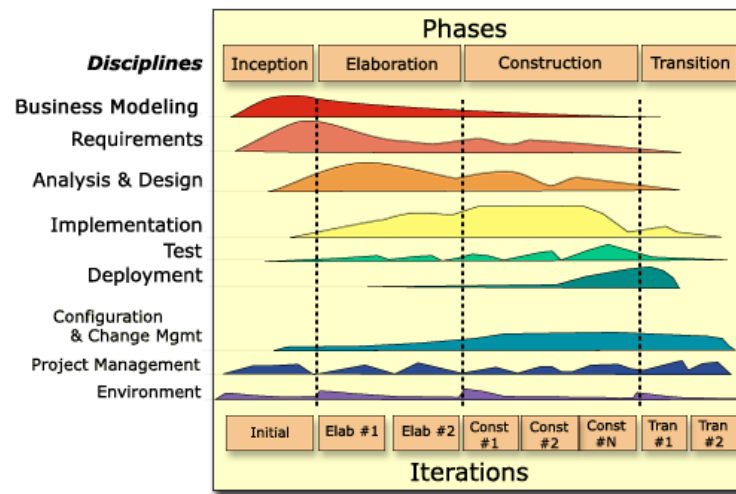 Phases
Disciplines
Inception
Elaboration
Construction
Transition
Business Modeling
Requirements
Analysis & Design
Implementation
Test
Deployment
Configuration
& Change Mgmt
Project Management
Environment
Initial
Elab #1
Elab #2
Const
#1
Const
#2
Const
#N
Tran
#1
Tran
#2
Iterations